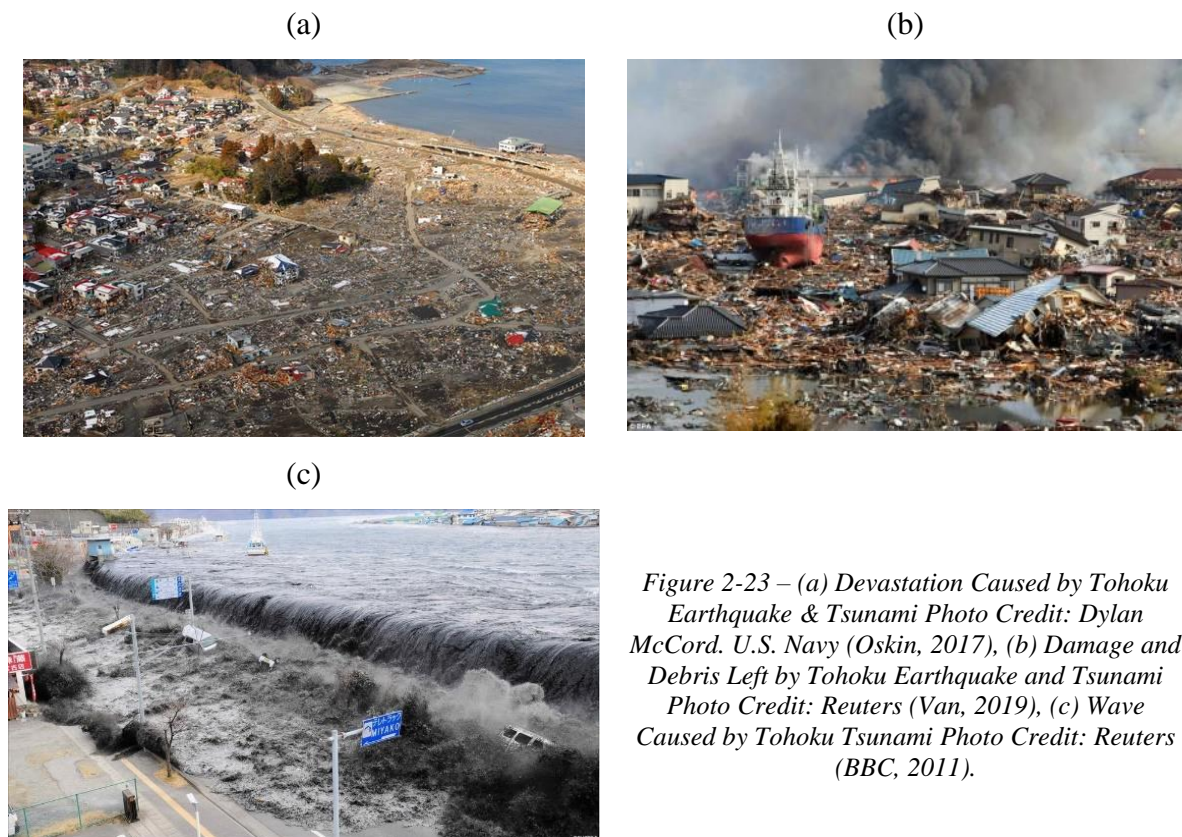 (a)
(b)
© EPA
(c)
MIYAKO
Figure 2-23 – (a) Devastation Caused by Tohoku
Earthquake & Tsunami Photo Credit: Dylan
McCord. U.S. Navy (Oskin, 2017), (b) Damage and
Debris Left by Tohoku Earthquake and Tsunami
Photo Credit: Reuters (Van, 2019), (c) Wave
Caused by Tohoku Tsunami Photo Credit: Reuters
(BBC, 2011).